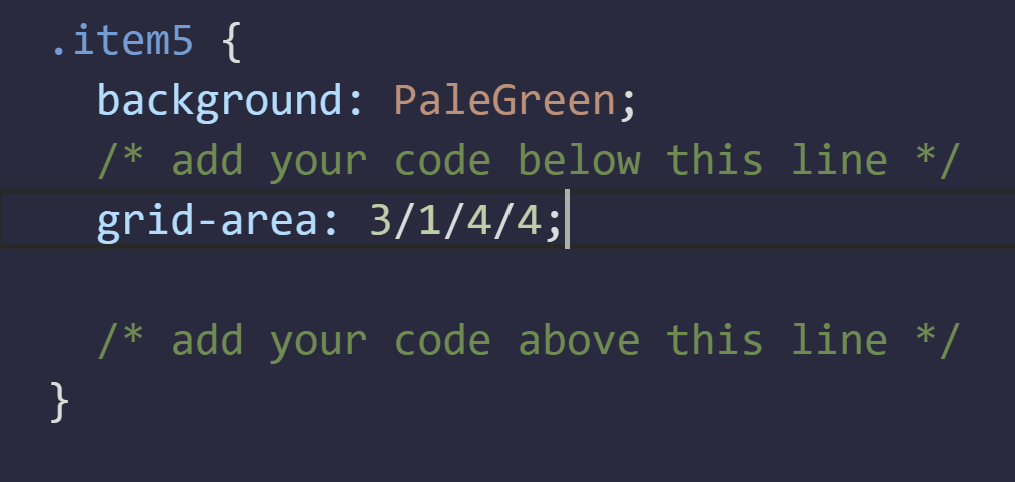 .item5 {
background: PaleGreen;
/* add your code below this line */
grid-area: 3/1/4/4;
/* add your code above this line */
}